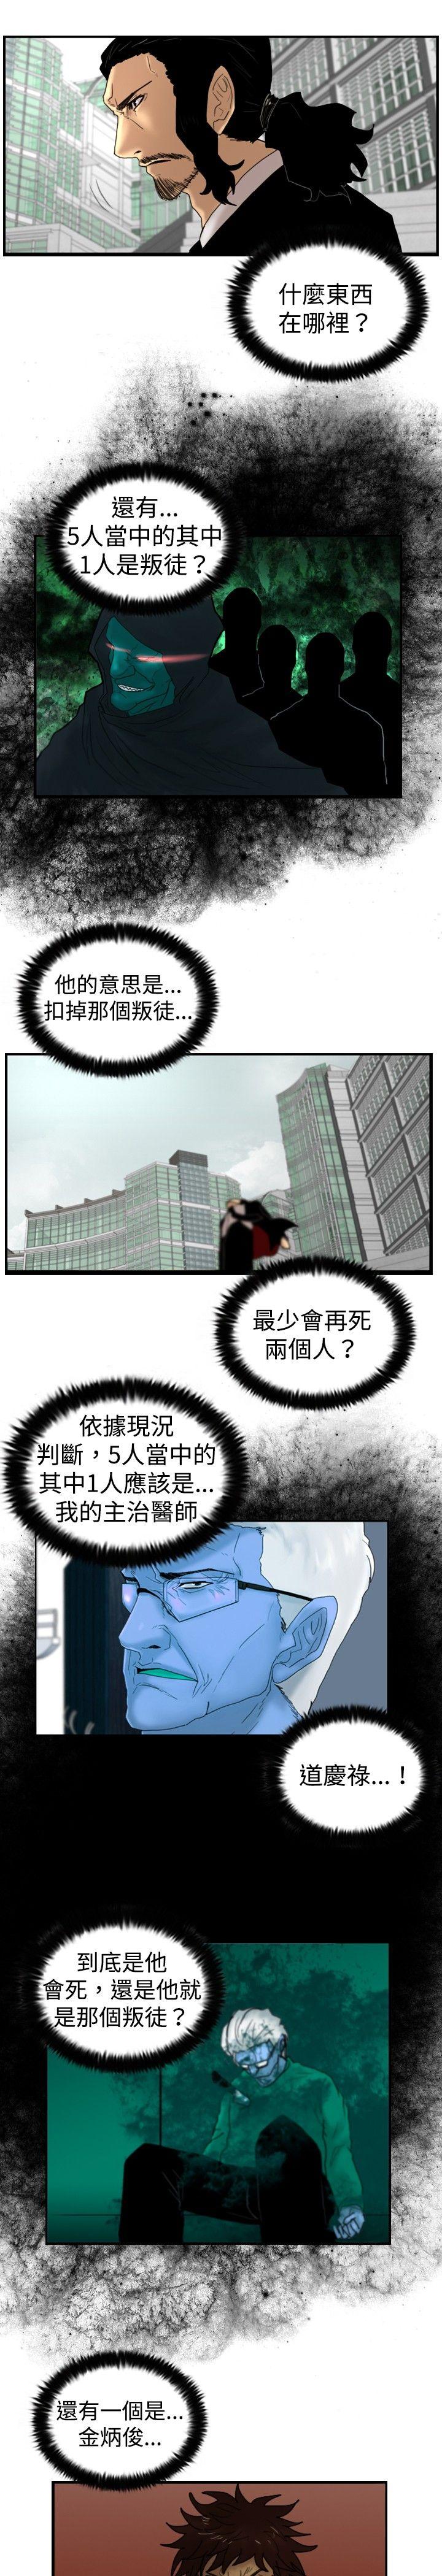 什麼東西
在哪裡？
還有...
5人當中的其中
1人是叛徒？
他的意思是...
扣掉那個叛徒...
最少會再死
兩個人？
依據現況
判斷，5人當中的
其中1人應該是...
我的主治醫師
道慶祿...！
到底是他
會死，還是他就
是那個叛徒？
還有一個是...
金炳俊...